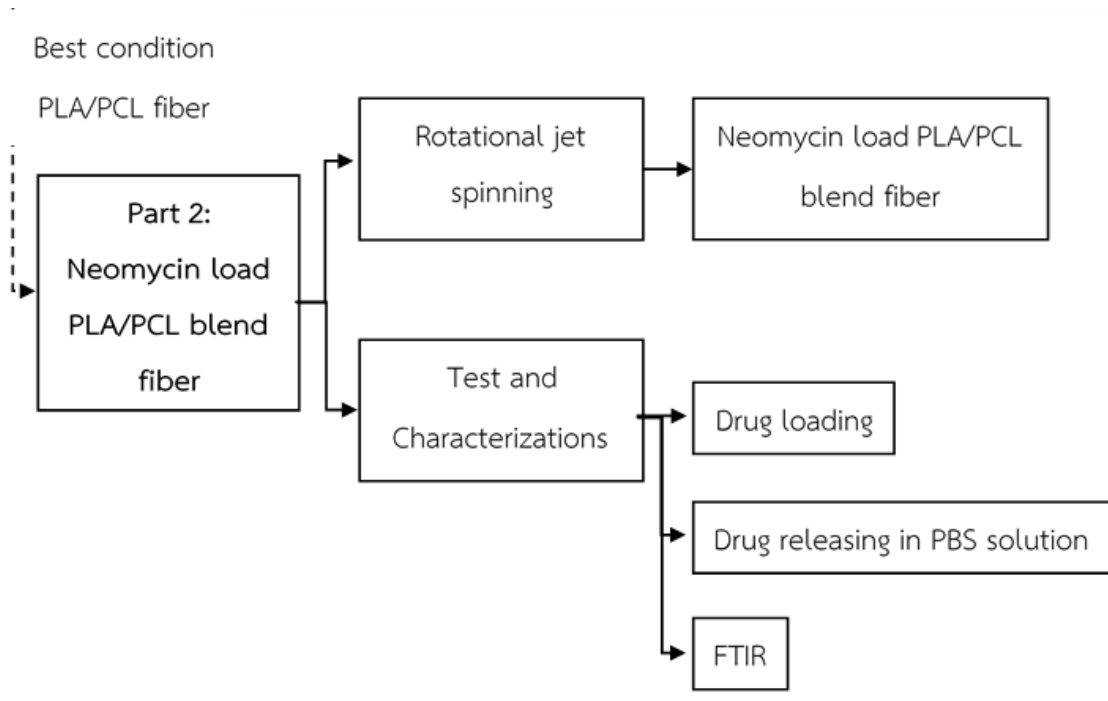 Best condition
PLA/PCL fiber
Part 2:
Neomycin load
PLA/PCL blend
fiber
Rotational jet
spinning
Neomycin load PLA/PCL
blend fiber
Test and
Characterizations
Drug loading
Drug releasing in PBS solution
FTIR